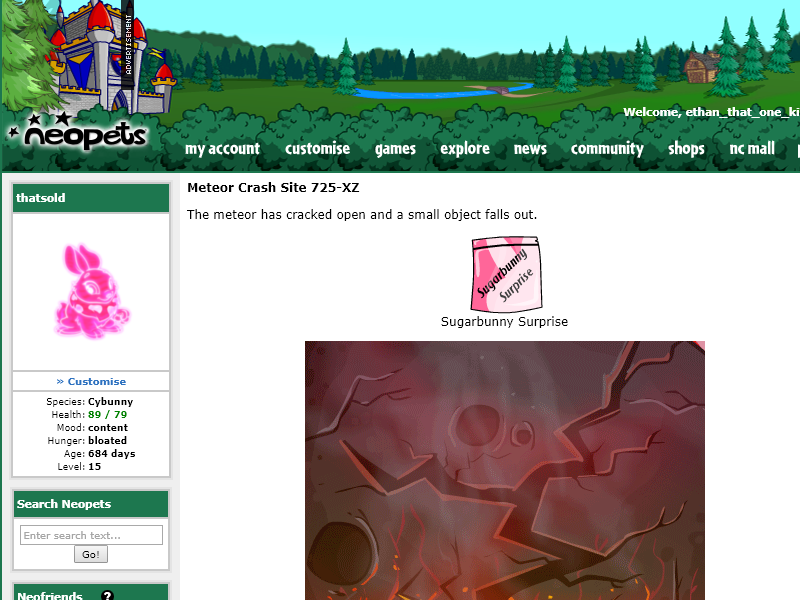 ADVERTISEMENT
neopets
Welcome, ethan_that_one_ki
my account
customise
games
explore
news
community
shops
nc mall
thatsold
» Customise
Species: Cybunny
Health: 89 / 79
Mood: content
Hunger: bloated
Age: 684 days
Level: 15
Search Neopets
Enter search text...
Go!
Neofriends ?
Meteor Crash Site 725-XZ
The meteor has cracked open and a small object falls out.
Sugarbunny
Surprise
Sugarbunny Surprise